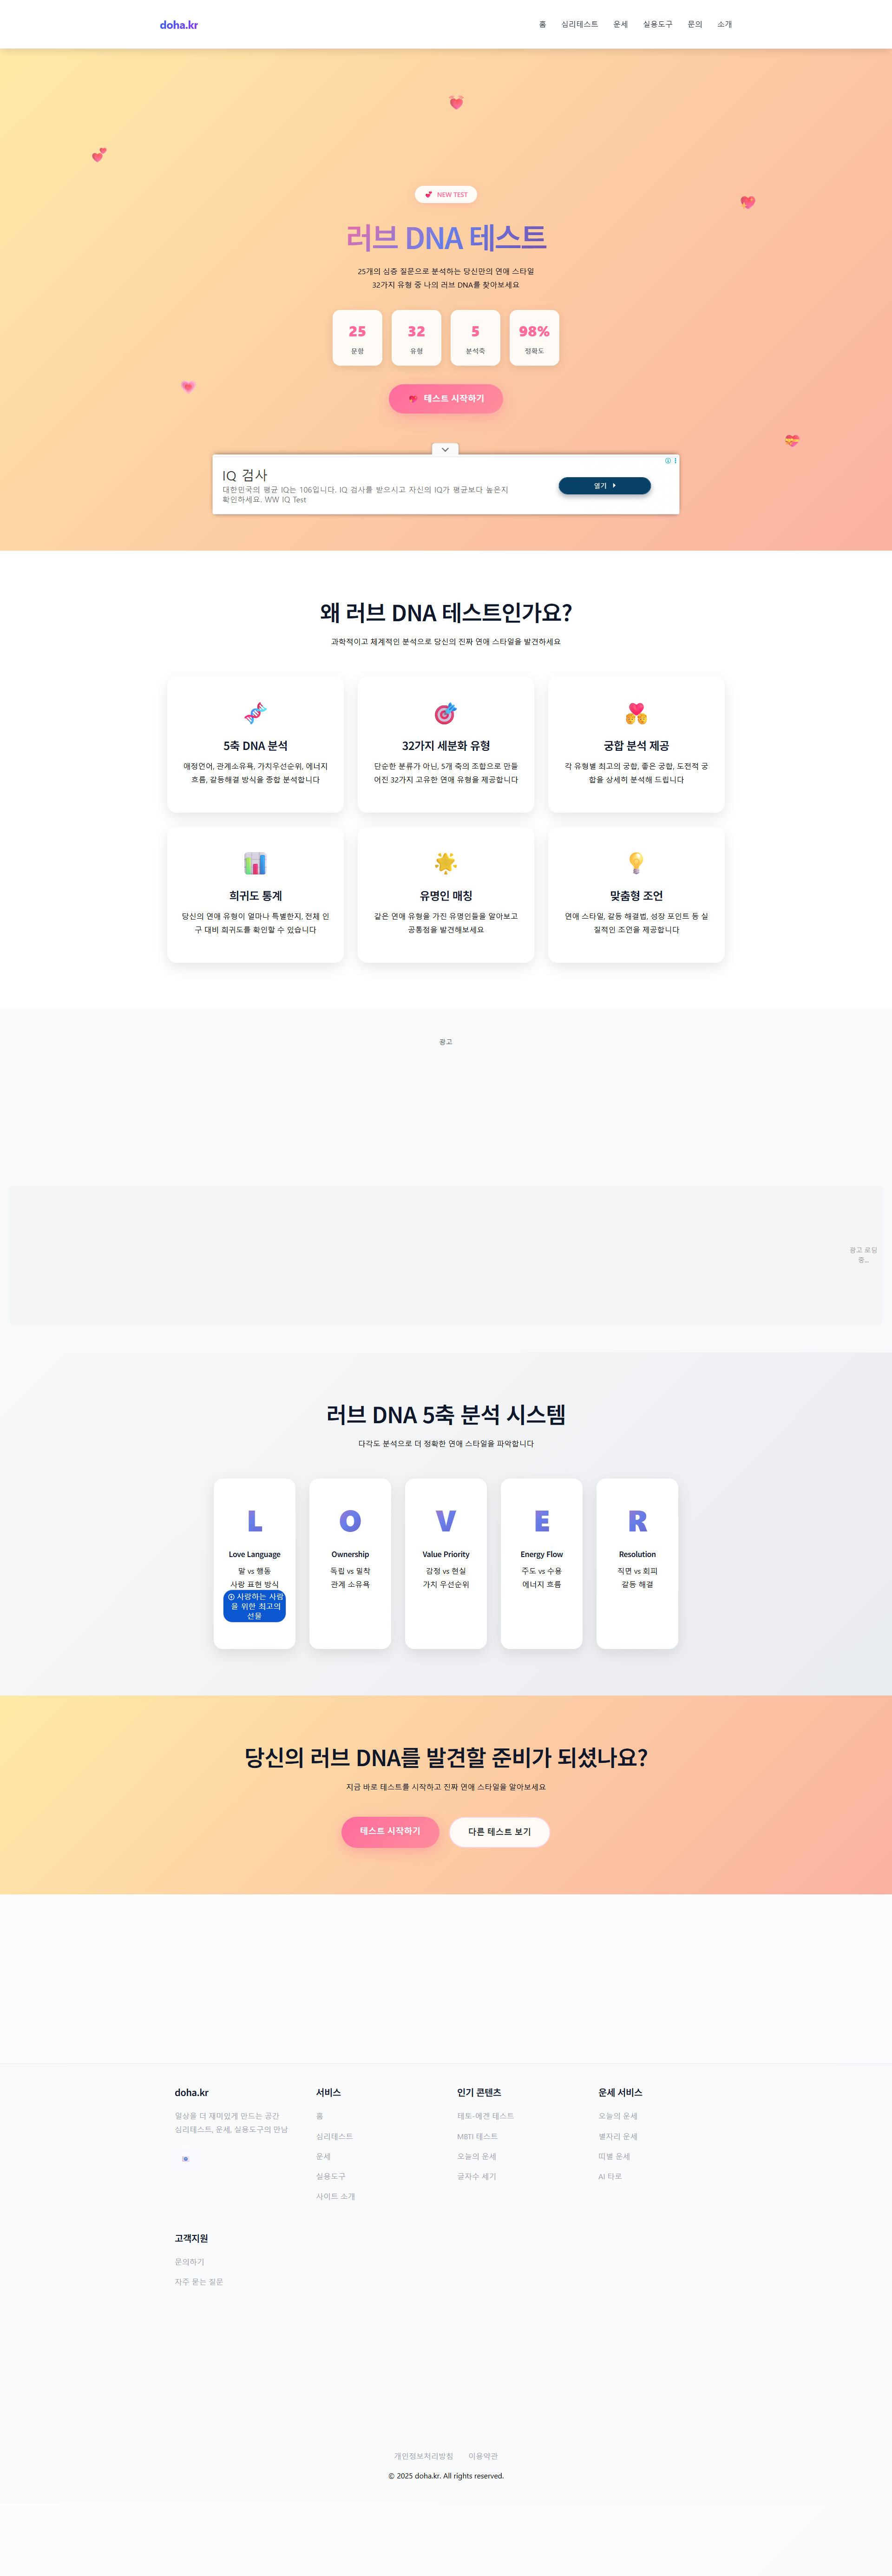 doha.kr
홈 심리테스트 운세 실용도구 문의 소개
NEW TEST
러브 DNA 테스트
25개의 심층 질문으로 분석하는 당신만의 연애 스타일
32가지 유형 중 나의 러브 DNA를 찾아보세요
25 32 5 98%
문항 유형 분석축 정확도
테스트 시작하기
IQ 검사
대한민국의 평균 IQ는 106입니다. IQ 검사를 받으시고 자신의 IQ가 평균보다 높은지
확인하세요. WW IQ Test
열기
왜 러브 DNA 테스트인가요?
과학적이고 체계적인 분석으로 당신의 진짜 연애 스타일을 발견하세요
5축 DNA 분석
애정언어, 관계소유욕, 가치우선순위, 에너지
흐름, 갈등해결 방식을 종합 분석합니다
32가지 세분화 유형
단순한 분류가 아닌, 5개 축의 조합으로 만들
어진 32가지 고유한 연애 유형을 제공합니다
궁합 분석 제공
각 유형별 최고의 궁합, 좋은 궁합, 도전적 궁
합을 상세히 분석해 드립니다
희귀도 통계
당신의 연애 유형이 얼마나 특별한지, 전체 인
구 대비 희귀도를 확인할 수 있습니다
유명인 매칭
같은 연애 유형을 가진 유명인들을 알아보고
공통점을 발견해보세요
맞춤형 조언
연애 스타일, 갈등 해결법, 성장 포인트 등 실
질적인 조언을 제공합니다
광고
광고 로딩
중...
러브 DNA 5축 분석 시스템
다각도 분석으로 더 정확한 연애 스타일을 파악합니다
L
Love Language
말 vs 행동
사랑 표현 방식
사랑하는 사람
을 위한 최고의
선물
O
Ownership
독립 vs 밀착
관계 소유욕
V
Value Priority
감정 vs 현실
가치 우선순위
E
Energy Flow
주도 vs 수용
에너지 흐름
R
Resolution
직면 vs 회피
갈등 해결
당신의 러브 DNA를 발견할 준비가 되셨나요?
지금 바로 테스트를 시작하고 진짜 연애 스타일을 알아보세요
테스트 시작하기 다른 테스트 보기
doha.kr
일상을 더 재미있게 만드는 공간
심리테스트, 운세, 실용도구의 만남
서비스
홈
심리테스트
운세
실용도구
사이트 소개
인기 콘텐츠
테토-에겐 테스트
MBTI 테스트
오늘의 운세
글자수 세기
운세 서비스
오늘의 운세
별자리 운세
띠별 운세
AI 타로
고객지원
문의하기
자주 묻는 질문
개인정보처리방침 이용약관
© 2025 doha.kr. All rights reserved.